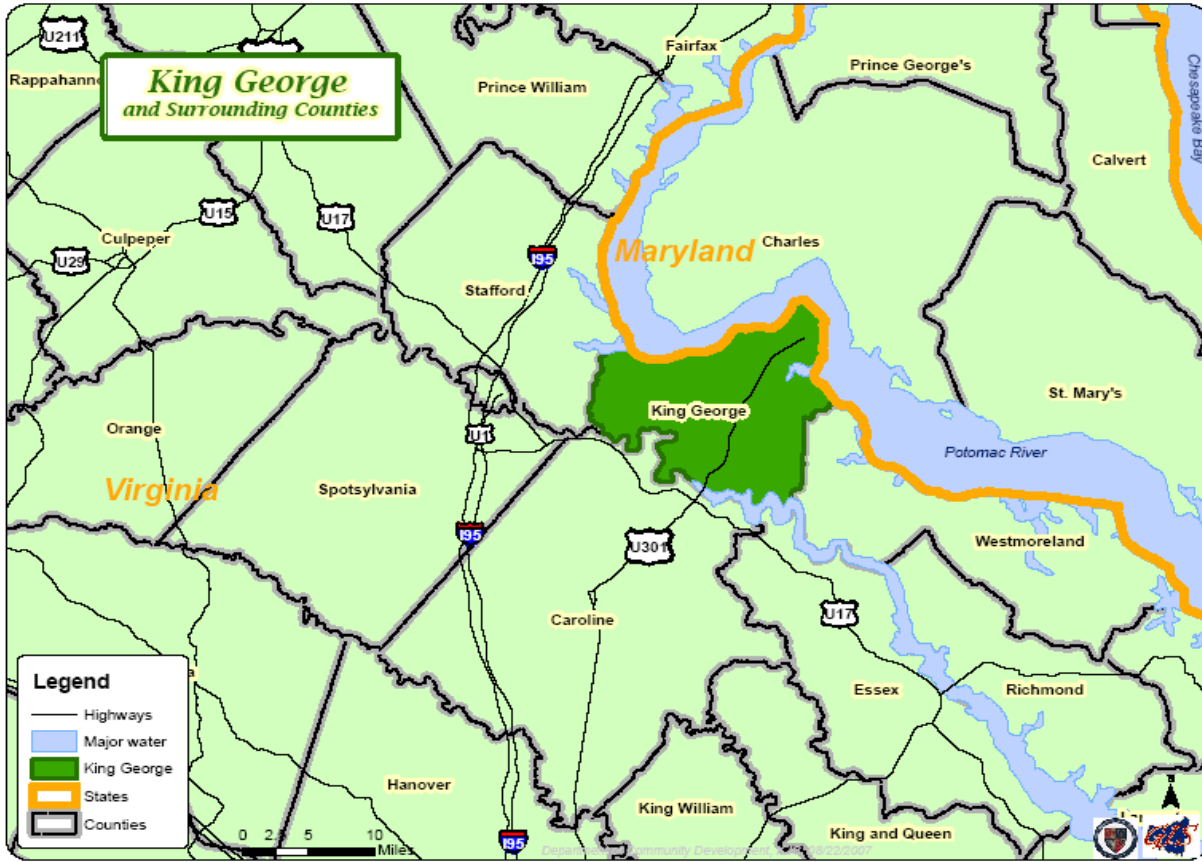 King George
and Surrounding Counties
U211
Fairfax
Prince George's
Prince William
Chesapeake Bay
Calvert
U15
U17
Culpeper
U29
I95
Maryland
Charles
Stafford
St. Mary's
King George
U1
Orange
Potomac River
Virginia
Spotsylvania
I95
U301
Westmoreland
Caroline
U17
Essex
Richmond
Hanover
King William
King and Queen
I95
Legend
Highways
Major water
King George
States
Counties
0
5
10
Miles